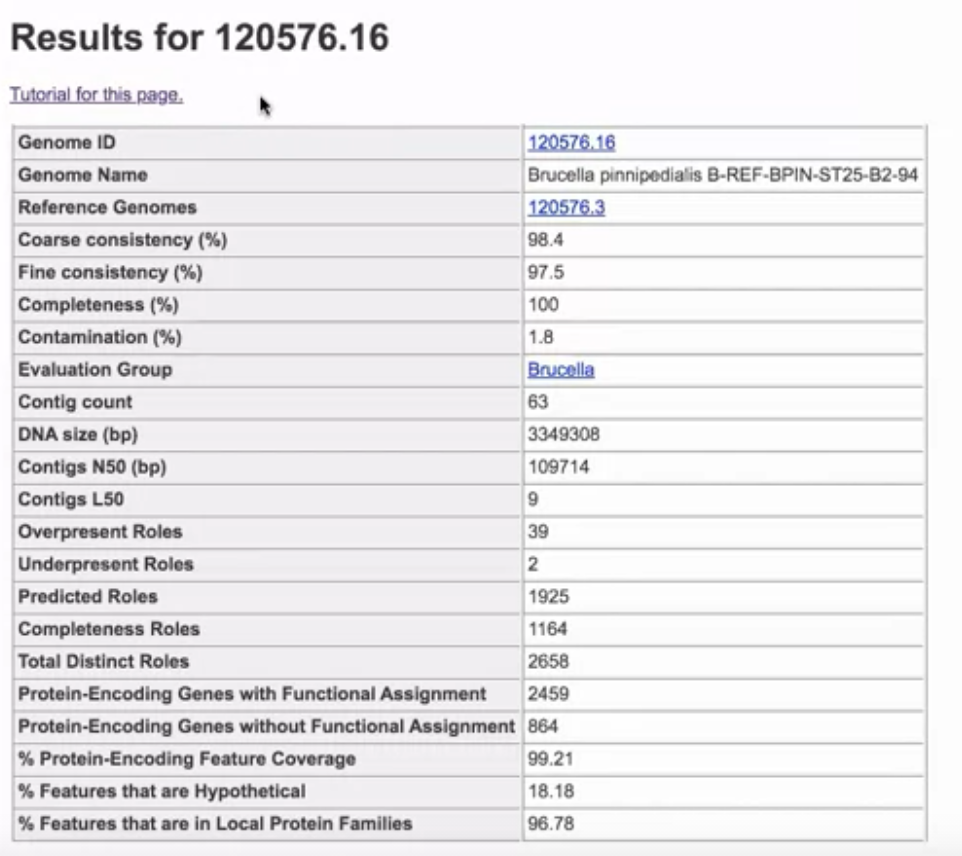 Results for 120576.16
Tutorial for this page.
Genome ID 120576.16
Genome Name Brucella pinnipedialis B-REF-BPIN-ST25-B2-94
Reference Genomes 120576.3
Coarse consistency (%) 98.4
Fine consistency (%) 97.5
Completeness (%) 100
Contamination (%) 1.8
Evaluation Group Brucella
Contig count 63
DNA size (bp) 3349308
Contigs N50 (bp) 109714
Contigs L50 9
Overpresent Roles 39
Underpresent Roles 2
Predicted Roles 1925
Completeness Roles 1164
Total Distinct Roles 2658
Protein-Encoding Genes with Functional Assignment 2459
Protein-Encoding Genes without Functional Assignment 864
% Protein-Encoding Feature Coverage 99.21
% Features that are Hypothetical 18.18
% Features that are in Local Protein Families 96.78